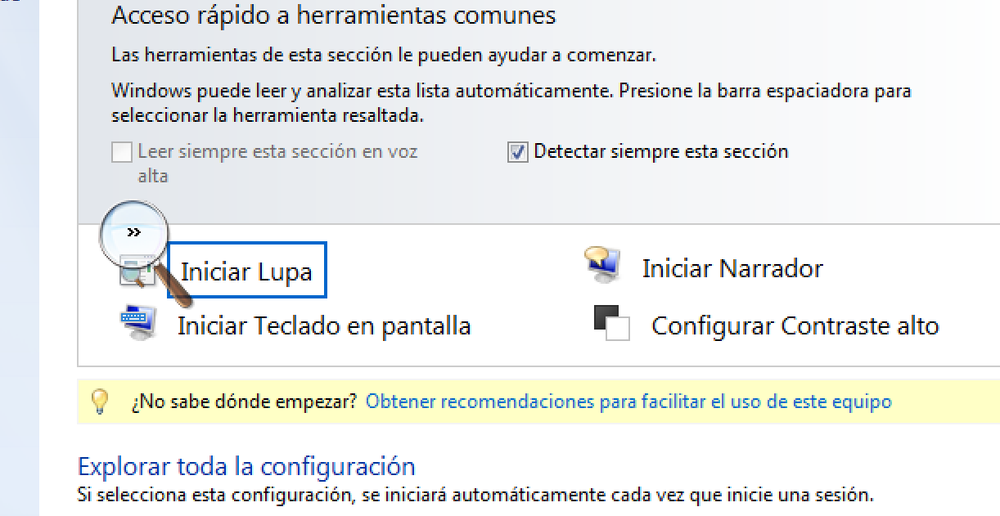 Acceso rápido a herramientas comunes
Las herramientas de esta sección le pueden ayudar a comenzar.
Windows puede leer y analizar esta lista automáticamente. Presione la barra espaciadora para
seleccionar la herramienta resaltada.
Leer siempre esta sección en voz
alta
Detectar siempre esta sección
»
Iniciar Lupa
Iniciar Narrador
Iniciar Teclado en pantalla
Configurar Contraste alto
¿No sabe dónde empezar? Obtener recomendaciones para facilitar el uso de este equipo
Explorar toda la configuración
Si selecciona esta configuración, se iniciará automáticamente cada vez que inicie una sesión.